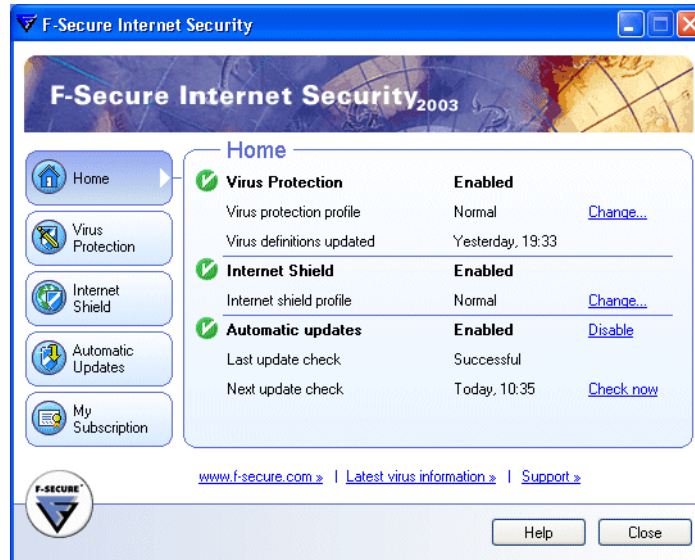 F-Secure Internet Security
F-Secure Internet Security 2003
Home
Virus
Protection
Internet
Shield
Automatic
Updates
My
Subscription
Home
Virus Protection Enabled
Virus protection profile Normal Change...
Virus definitions updated Yesterday, 19:33
Internet Shield Enabled
Internet shield profile Normal Change...
Automatic updates Enabled Disable
Last update check Successful
Next update check Today, 10:35 Check now
www.f-secure.com » | Latest virus information » | Support »
F-SECURE
Help Close